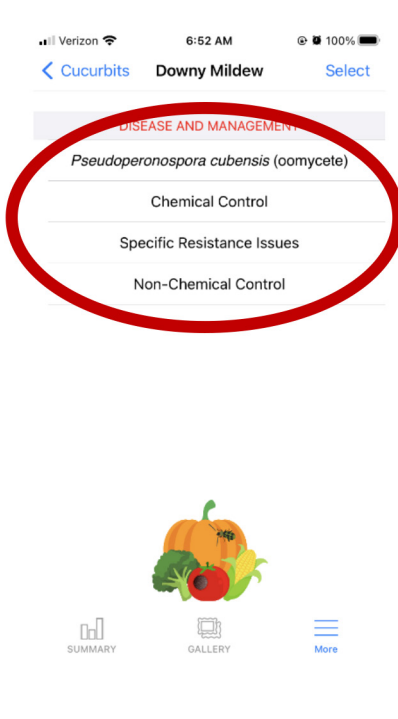 Verizon 6:52 AM 100%
Cucurbits Downy Mildew Select
DISEASE AND MANAGEMENT
Pseudoperonospora cubensis (oomycete)
Chemical Control
Specific Resistance Issues
Non-Chemical Control
SUMMARY GALLERY More